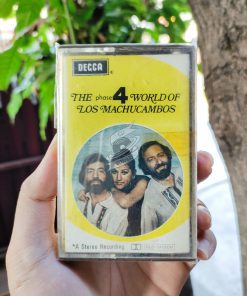 DECCA
THE phase 4 WORLD OF
LOS MACHUCAMBOS
*A Stereo Recording